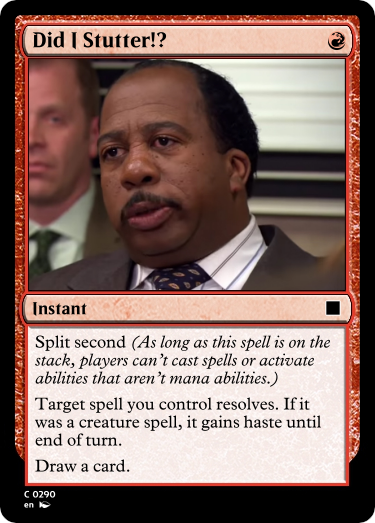 Did I Stutter!?
Instant
Split second (As long as this spell is on the
stack, players can't cast spells or activate
abilities that aren't mana abilities.)
Target spell you control resolves. If it
was a creature spell, it gains haste until
end of turn.
Draw a card.
C 0290
en